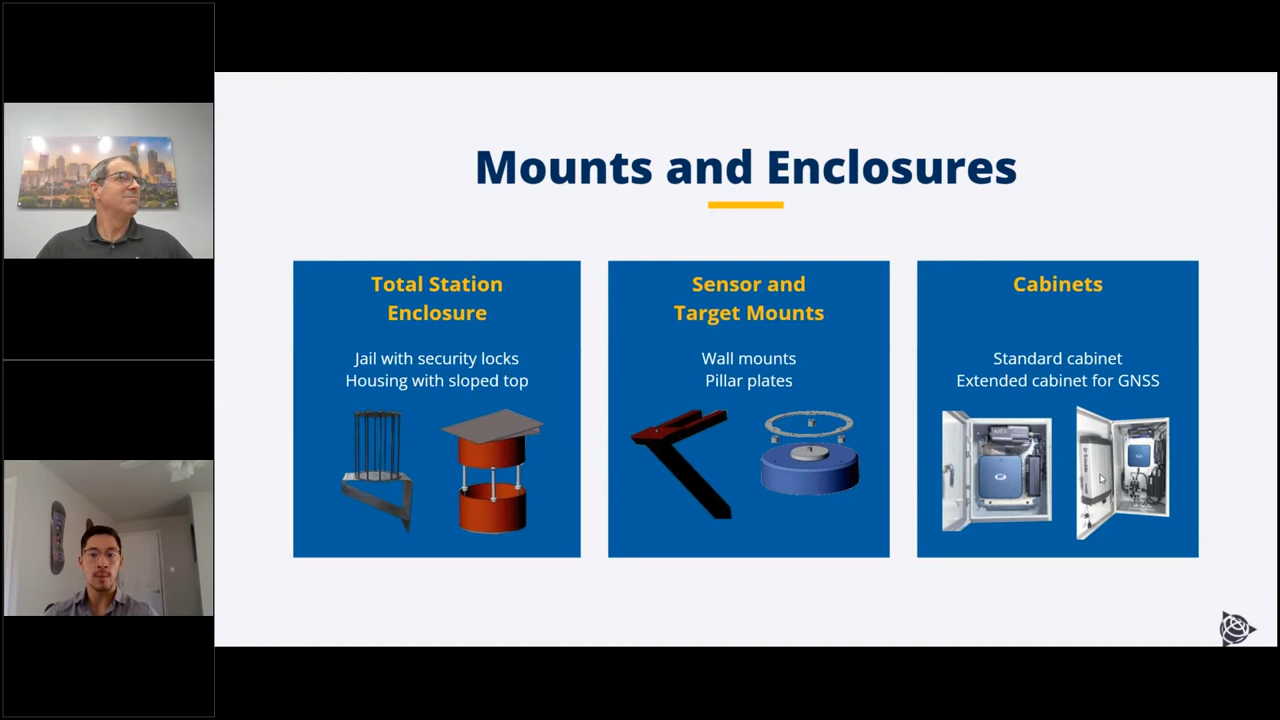 Mounts and Enclosures
Total Station
Enclosure
Jail with security locks
Housing with sloped top
Sensor and
Target Mounts
Wall mounts
Pillar plates
Cabinets
Standard cabinet
Extended cabinet for GNSS